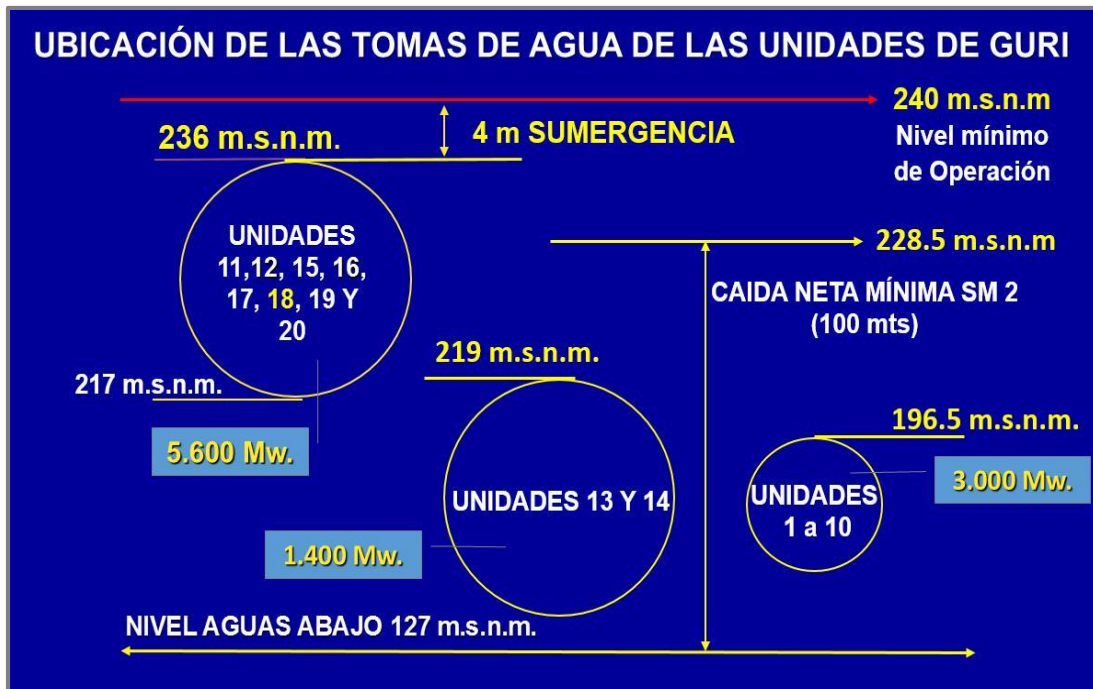 UBICACIÓN DE LAS TOMAS DE AGUA DE LAS UNIDADES DE GURI
240 m.s.n.m
Nivel mínimo
de Operación
4 m SUMERGENCIA
236 m.s.n.m.
UNIDADES
11,12, 15, 16,
17, 18, 19 Y
20
217 m.s.n.m.
5.600 Mw.
228.5 m.s.n.m
CAIDA NETA MÍNIMA SM 2
(100 mts)
219 m.s.n.m.
UNIDADES 13 Y 14
1.400 Mw.
196.5 m.s.n.m.
UNIDADES
1 a 10
3.000 Mw.
NIVEL AGUAS ABAJO 127 m.s.n.m.